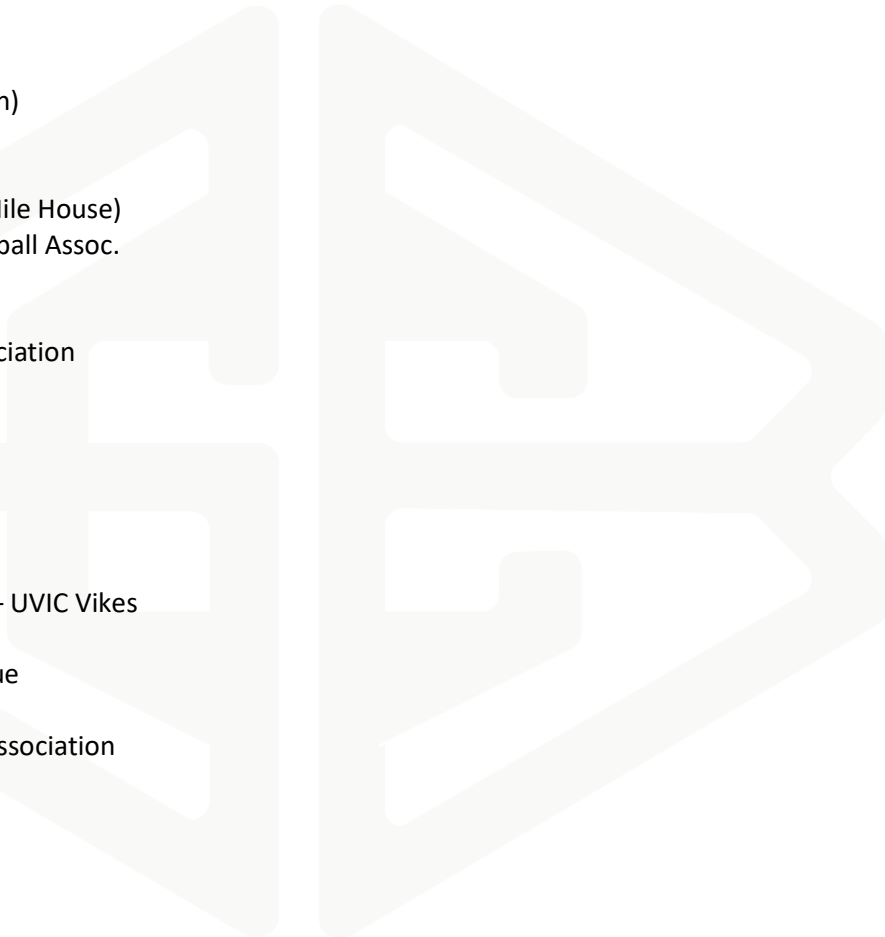 n)
ile House)
ball Assoc.
ciation
- UVIC Vikes
ue
ssociation